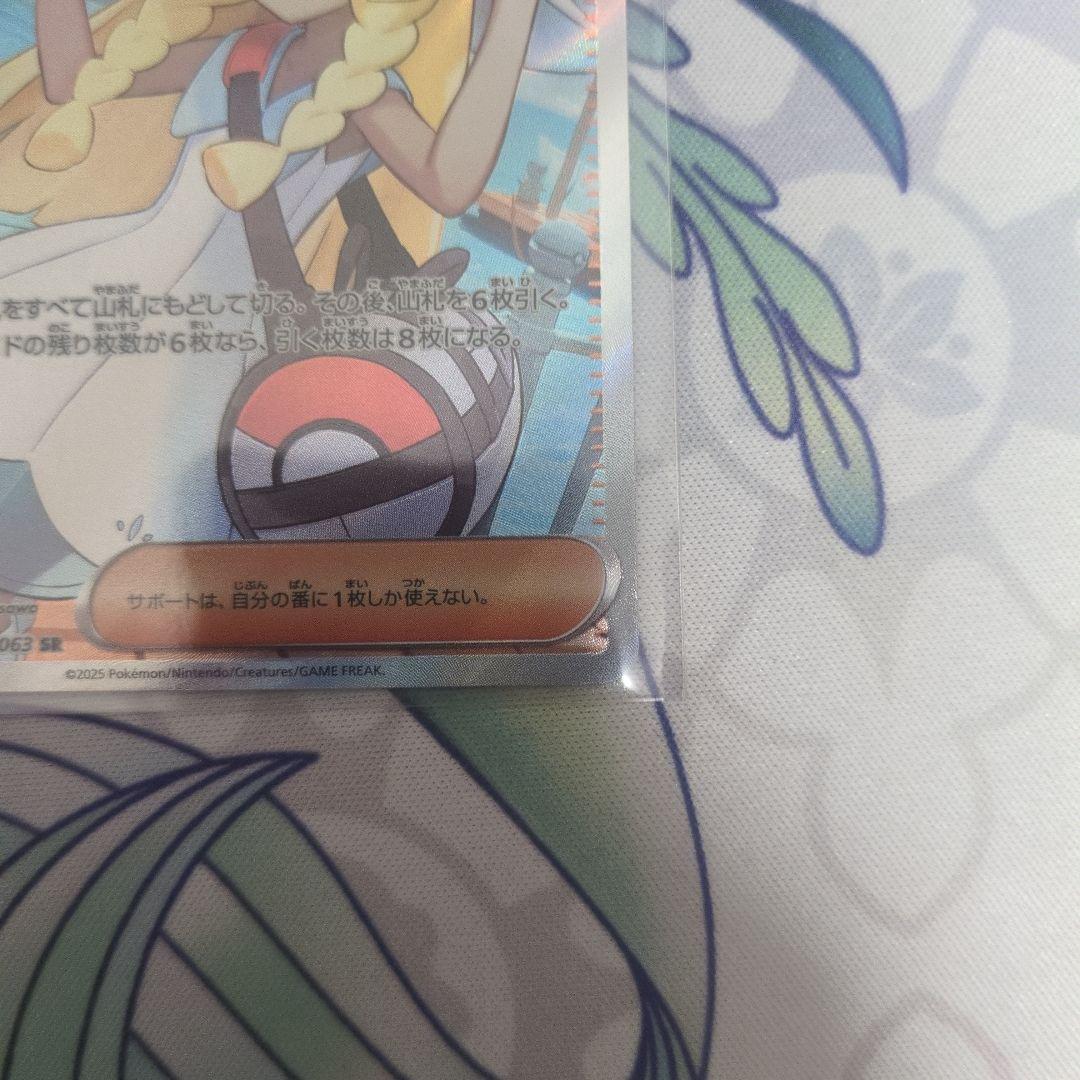 をすべて山札にもどして切る。その後、山札を6枚引く。
ドの残り枚数が6枚なら、引く枚数は8枚になる。
サポートは、自分の番に1枚しか使えない。
063 SR
©2025 Pokémon/Nintendo/Creatures/GAME FREAK.